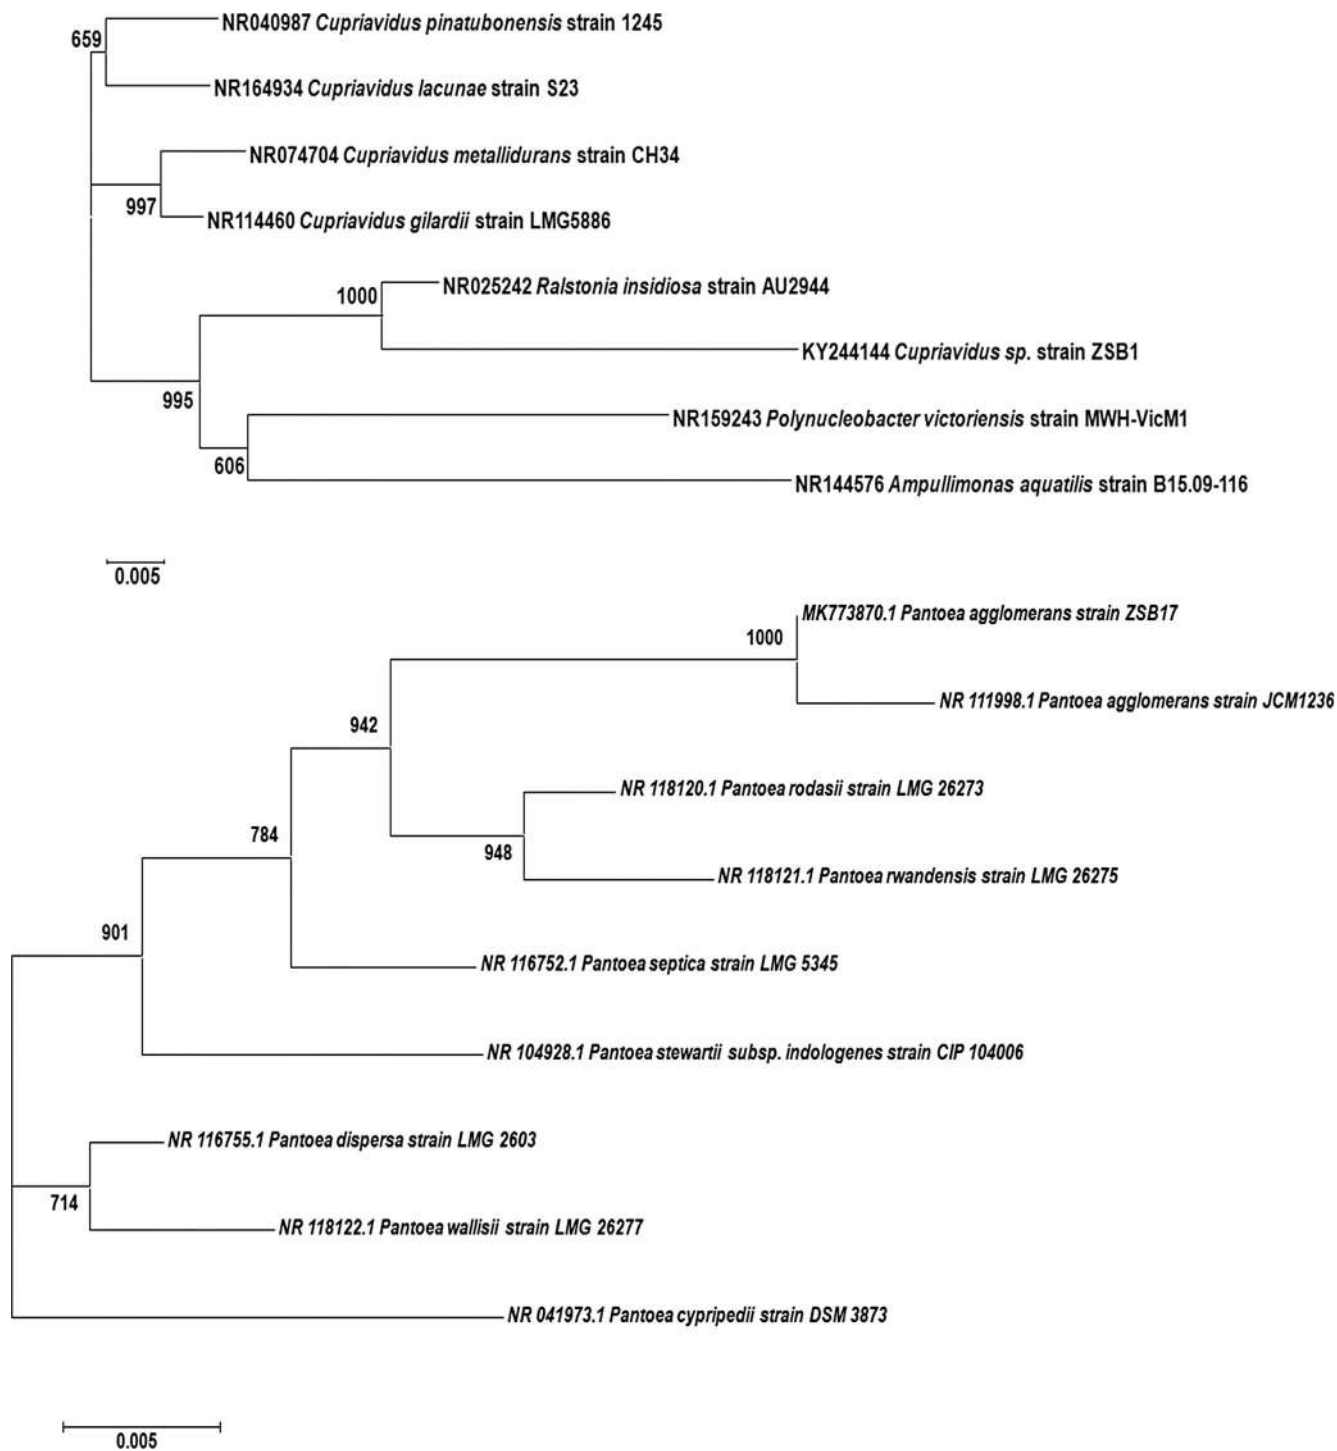 NR040987 Cupriavidus pinatubonensis strain 1245
659
NR164934 Cupriavidus lacunae strain S23
NR074704 Cupriavidus metallidurans strain CH34
997
NR114460 Cupriavidus gilardii strain LMG5886
NR025242 Ralstonia insidiosa strain AU2944
1000
KY244144 Cupriavidus sp. strain ZSB1
995
NR159243 Polynucleobacter victoriensis strain MWH-VicM1
606
NR144576 Ampullimonas aquatilis strain B15.09-116
0.005
MK773870.1 Pantoea agglomerans strain ZSB17
1000
NR 111998.1 Pantoea agglomerans strain JCM1236
942
NR 118120.1 Pantoea rodasii strain LMG 26273
784
948
NR 118121.1 Pantoea rwandensis strain LMG 26275
901
NR 116752.1 Pantoea septica strain LMG 5345
NR 104928.1 Pantoea stewartii subsp. indologenes strain CIP 104006
NR 116755.1 Pantoea dispersa strain LMG 2603
714
NR 118122.1 Pantoea wallisii strain LMG 26277
NR 041973.1 Pantoea cypripedii strain DSM 3873
0.005